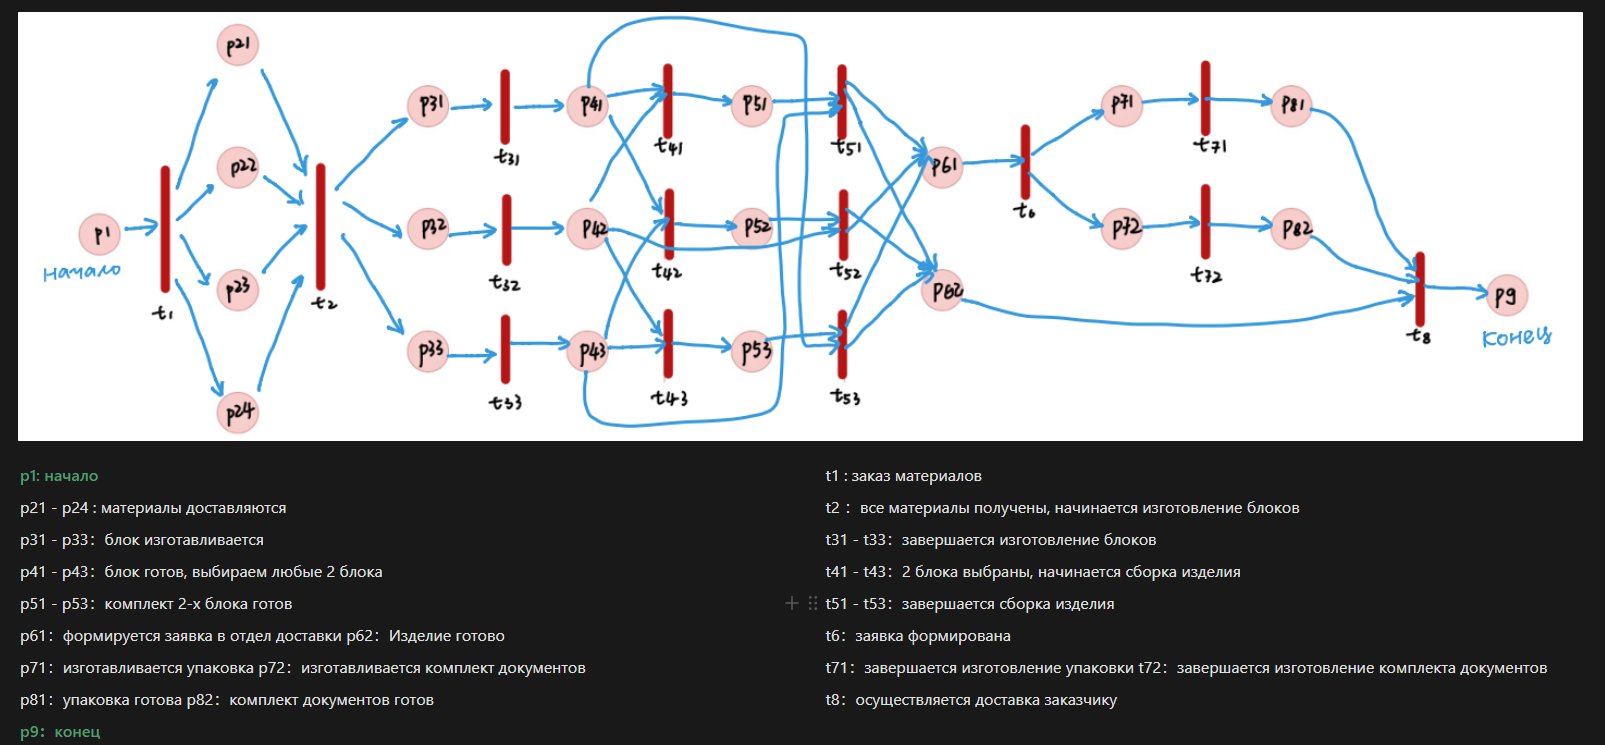 p21
p31
p41
p51
p71
p81
t31
t41
t51
t71
p22
p61
p1
начало
p32
p42
p52
t6
p72
p82
t32
t42
t52
t72
p23
p62
p9
t1
t2
t8
конец
p33
p43
p53
p24
t33
t43
t53
p1: начало
p21 - p24 : материалы доставляются
p31 - p33： блок изготавливается
p41 - p43： блок готов, выбираем любые 2 блока
p51 - p53： комплект 2-х блока готов
p61：формируется заявка в отдел доставки p62：Изделие готово
p71：изготавливается упаковка p72：изготавливается комплект документов
p81：упаковка готова p82：комплект документов готов
p9：конец
t1 : заказ материалов
t2： все материалы получены, начинается изготовление блоков
t31 - t33：завершается изготовление блоков
t41 - t43：2 блока выбраны, начинается сборка изделия
t51 - t53：завершается сборка изделия
t6：заявка формирована
t71：завершается изготовление упаковки t72：завершается изготовление комплекта документов
t8：осуществляется доставка заказчику